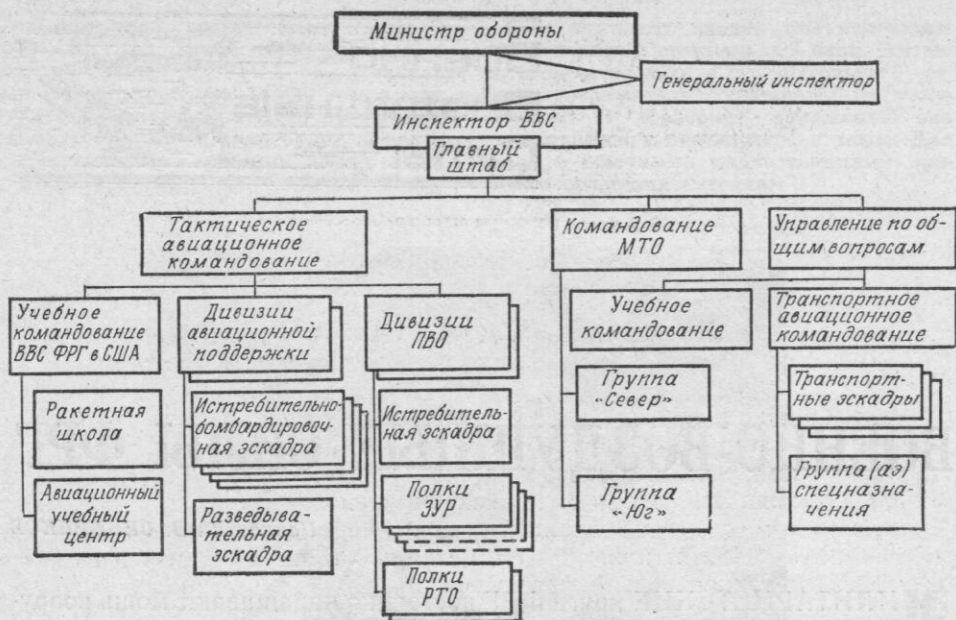 Министр обороны
Генеральный инспектор
Инспектор ВВС
Главный
штаб
Тактическое
авиационное
командование
Командование
МТО
Управление по об-
щим вопросам
Учебное
командование
ВВС ФРГ в США
Дивизии
авиационной
поддержки
Дивизии
ПВО
Учебное
командование
Транспортное
авиационное
командование
Ракетная
школа
Истребительно-
бомбардировоч-
ная эскадра
Истребитель-
ная эскадра
Группа
«Север»
Транспорт-
ные эскадры
Авиационный
учебный
центр
Разведыва-
тельная
эскадра
Полки
ЗУР
Группа
«Юг»
Группа (аэ)
спецназна-
чения
Полки
РТО